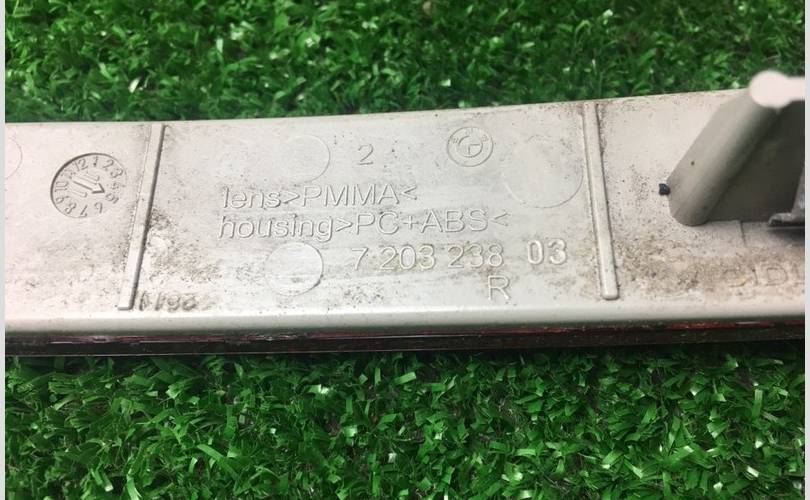 2
lens>PMMA<
housing>PC+ABS<
7 203 238 03
R